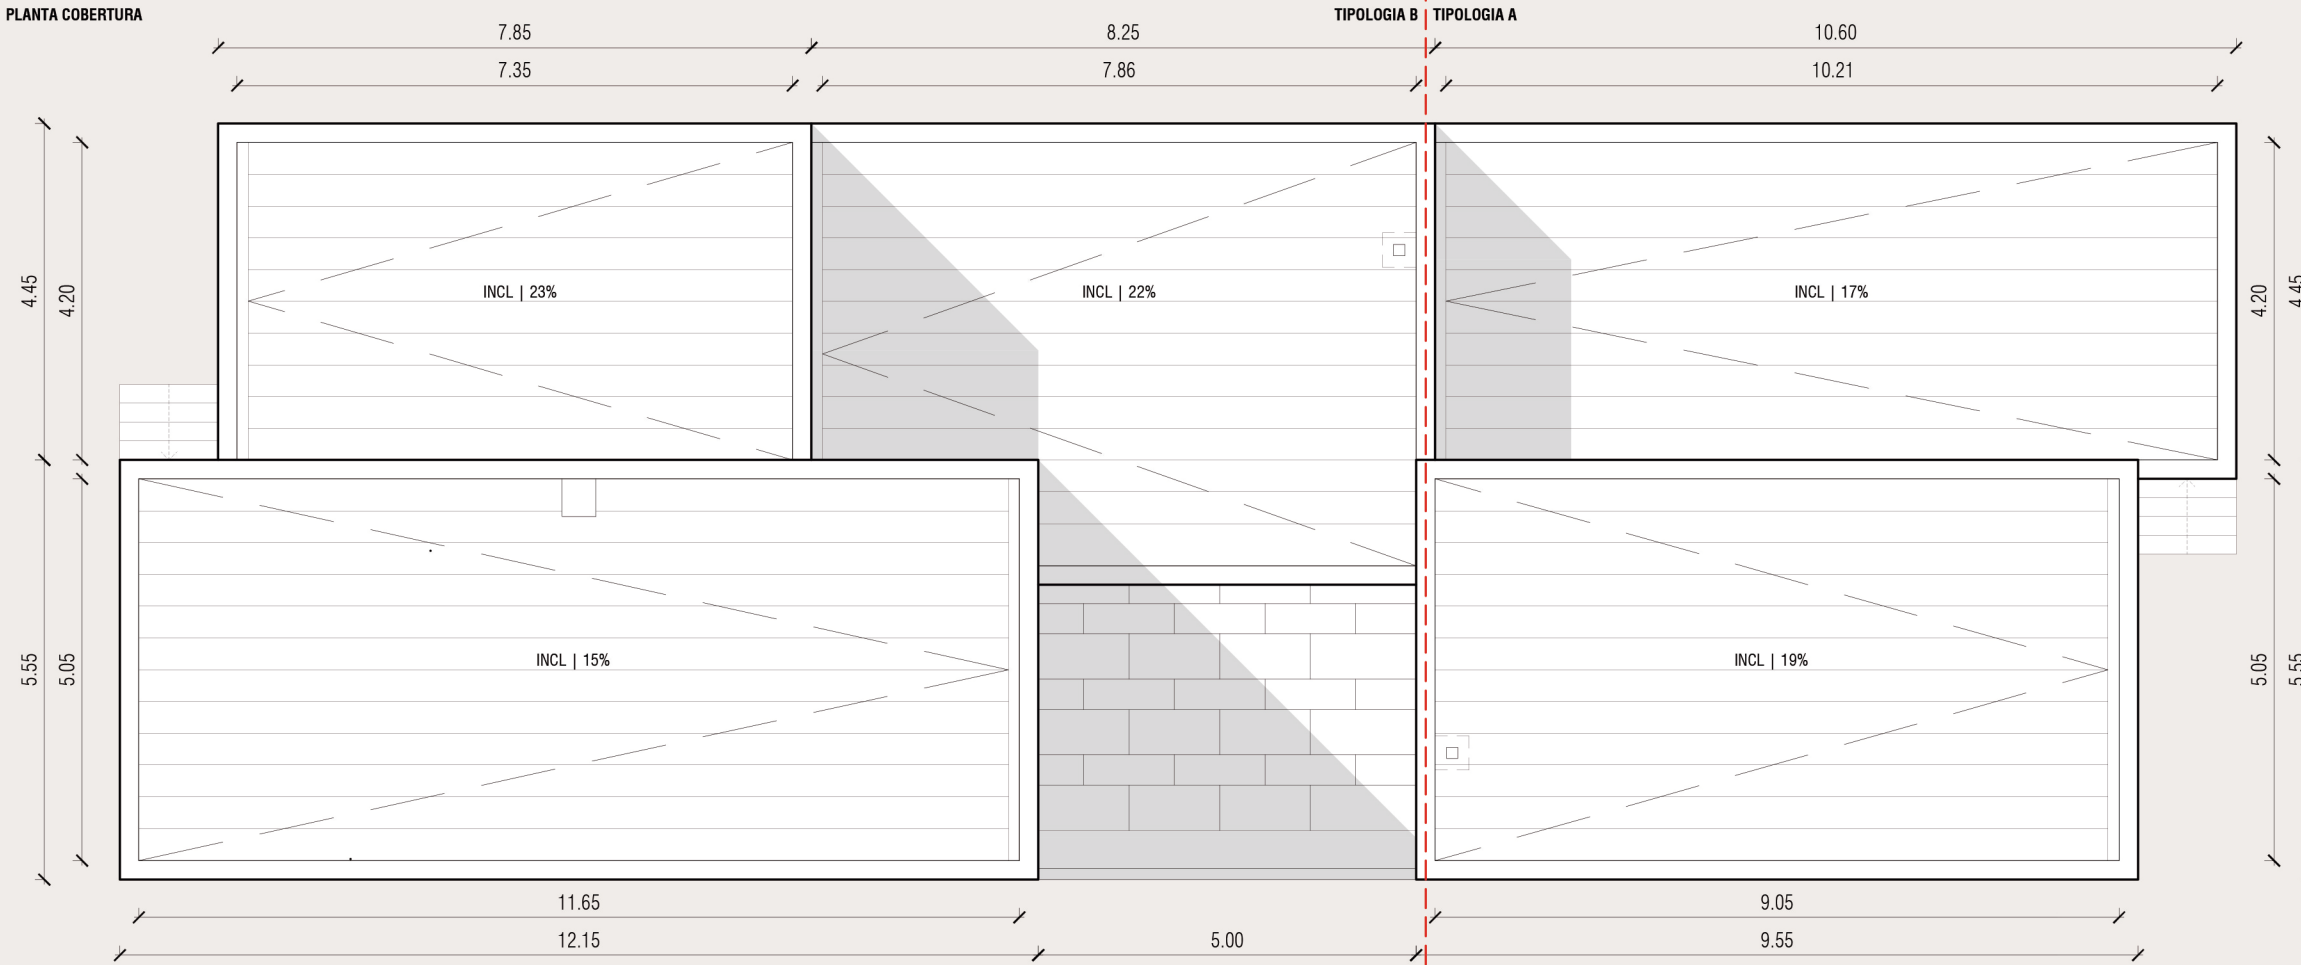 PLANTA COBERTURA
TIPOLOGIA B TIPOLOGIA A
7.85 8.25 10.60
7.35 7.86 10.21
4.45 4.20 4.20 4.45
INCL | 23% INCL | 22% INCL | 17%
5.55 5.05 5.05 5.55
INCL | 15% INCL | 19%
11.65 9.05
12.15 5.00 9.55